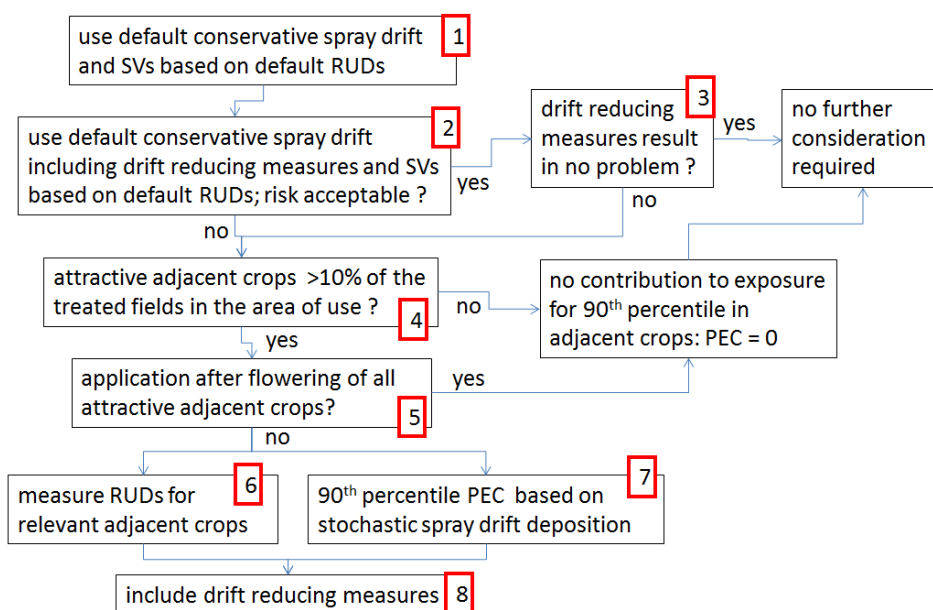 use default conservative spray drift
and SVs based on default RUDs
1
use default conservative spray drift
including drift reducing measures and SVs
based on default RUDs; risk acceptable ?
2
yes
drift reducing
measures result
in no problem ?
3
yes
no further
consideration
required
no
no
attractive adjacent crops >10% of the
treated fields in the area of use ?
4
no
no contribution to exposure
for 90th percentile in
adjacent crops: PEC = 0
yes
application after flowering of all
attractive adjacent crops?
5
yes
no
measure RUDs for
relevant adjacent crops
6
90th percentile PEC based on
stochastic spray drift deposition
7
include drift reducing measures
8